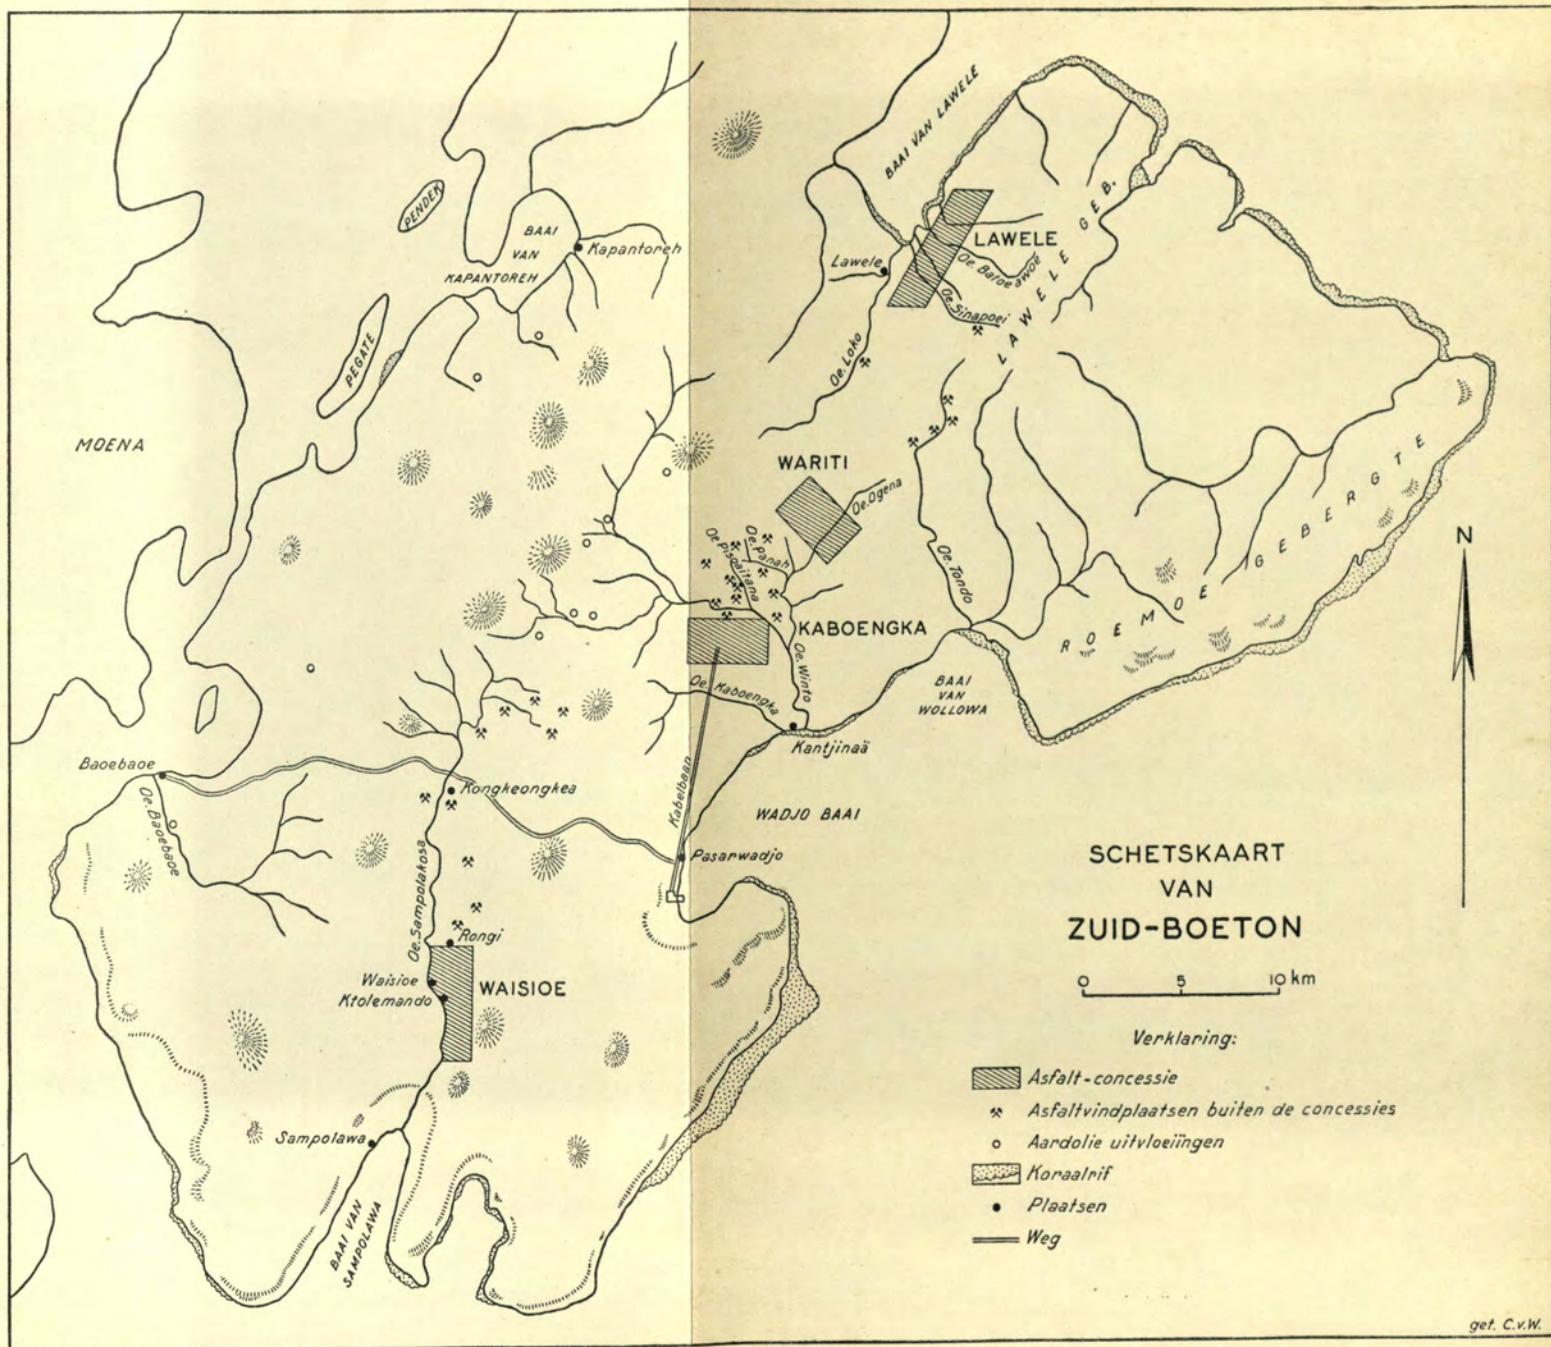 BAAI VAN LAWELE
PENDEK
BAAI
VAN
KAPANTOREH
Kapantoreh
LAWELE
Lawele
Oe. Batoe awoe
Oe. Sinapoei
LAWELE GEB.
PEGATE
Oe. Loko
MOENA
WARITI
Oe. Ogena
ROEMOE GEBERGTE
N
Oe Pisoaitana
Oe. Panah
Oe. Tondo
KABOENGKA
Oe. Winto
Oe Kaboengka
BAAI
VAN
WOLLOWA
Kantjinaä
Baoebaoe
Oe. Baoebaoe
Kongkeongkea
Kabelbaan
WADJO BAAI
Pasarwadjo
Oe. Sampolakosa
Rongi
Waisioe
Ktolemando
WAISIOE
Sampolawa
BAAI VAN
SAMPOLAWA
SCHETSKAART
VAN
ZUID-BOETON
0 5 10 km
Verklaring:
Asfalt-concessie
Asfaltvindplaatsen buiten de concessies
Aardolie uitvloeiïngen
Koraalrif
Plaatsen
Weg
get. C.v.W.